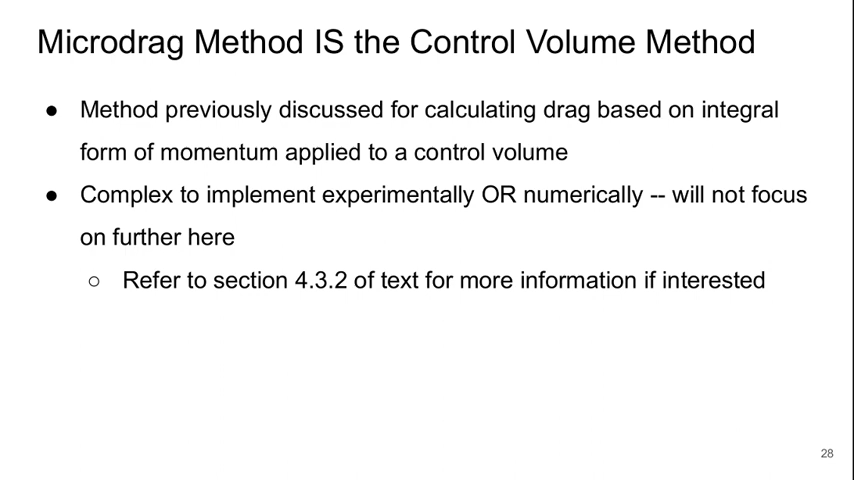 Microdrag Method IS the Control Volume Method
● Method previously discussed for calculating drag based on integral
form of momentum applied to a control volume
● Complex to implement experimentally OR numerically -- will not focus
on further here
○ Refer to section 4.3.2 of text for more information if interested
28